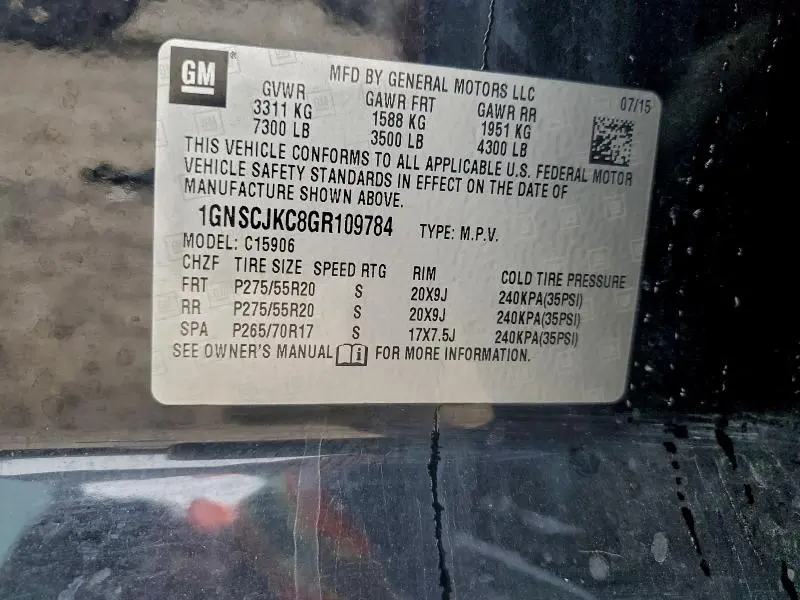 GM
MFD BY GENERAL MOTORS LLC
07/15
GVWR GAWR FRT GAWR RR
3311 KG 1588 KG 1951 KG
7300 LB 3500 LB 4300 LB
THIS VEHICLE CONFORMS TO ALL APPLICABLE U.S. FEDERAL MOTOR
VEHICLE SAFETY STANDARDS IN EFFECT ON THE DATE OF
MANUFACTURE SHOWN ABOVE.
1GNSCJKC8GR109784 TYPE: M.P.V.
MODEL: C15906
CHZF TIRE SIZE SPEED RTG RIM COLD TIRE PRESSURE
FRT P275/55R20 S 20X9J 240KPA(35PSI)
RR P275/55R20 S 20X9J 240KPA(35PSI)
SPA P265/70R17 S 17X7.5J 240KPA(35PSI)
SEE OWNER'S MANUAL FOR MORE INFORMATION.